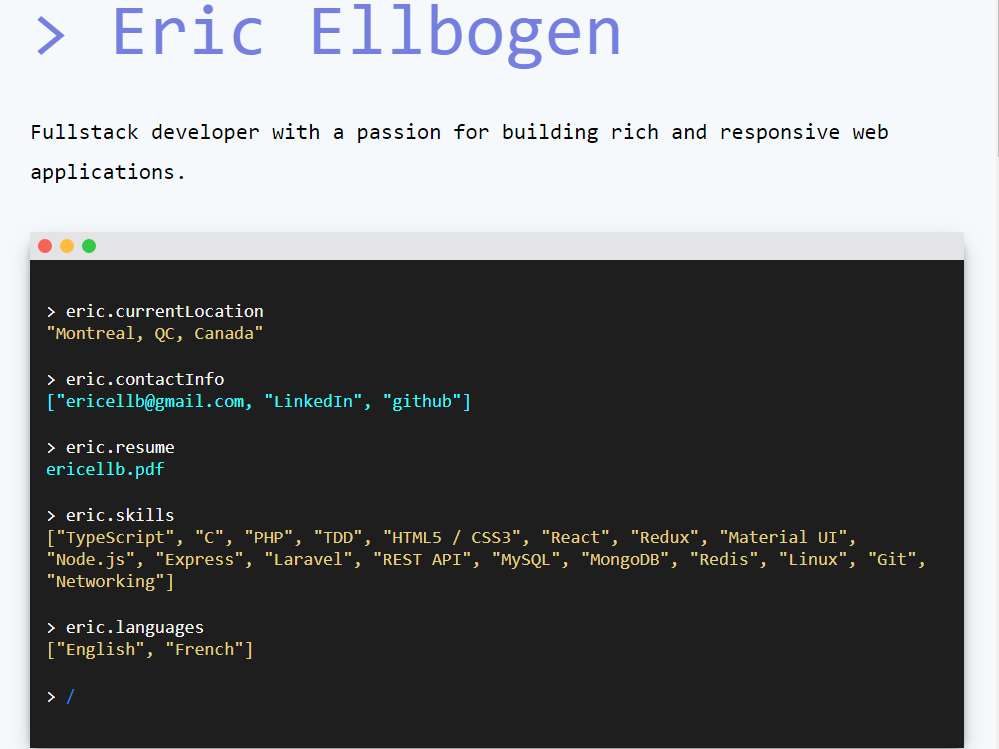 > Eric Ellbogen
Fullstack developer with a passion for building rich and responsive web
applications.
> eric.currentLocation
"Montreal, QC, Canada"
> eric.contactInfo
["ericellb@gmail.com, "LinkedIn", "github"]
> eric.resume
ericellb.pdf
> eric.skills
["TypeScript", "C", "PHP", "TDD", "HTML5 / CSS3", "React", "Redux", "Material UI",
"Node.js", "Express", "Laravel", "REST API", "MySQL", "MongoDB", "Redis", "Linux", "Git",
"Networking"]
> eric.languages
["English", "French"]
> /